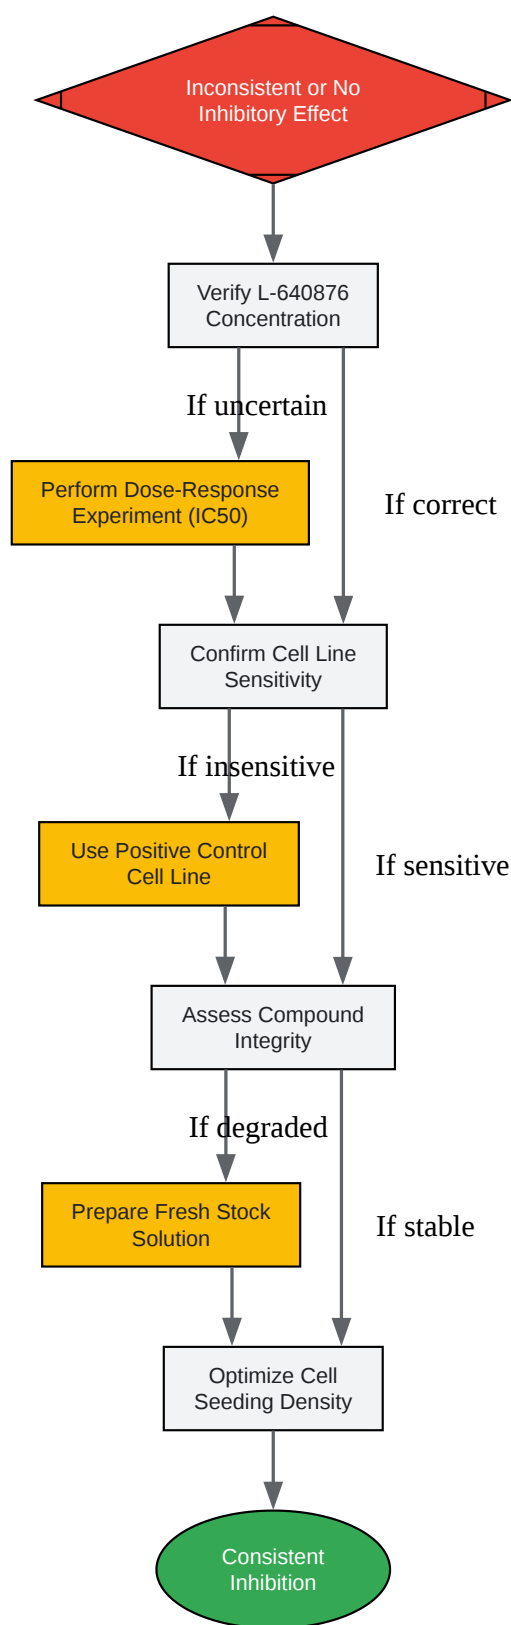 Inconsistent or No
Inhibitory Effect
Verify L-640876
Concentration
If uncertain
Perform Dose-Response
Experiment (IC50)
If correct
Confirm Cell Line
Sensitivity
If insensitive
Use Positive Control
Cell Line
If sensitive
Assess Compound
Integrity
If degraded
Prepare Fresh Stock
Solution
If stable
Optimize Cell
Seeding Density
Consistent
Inhibition